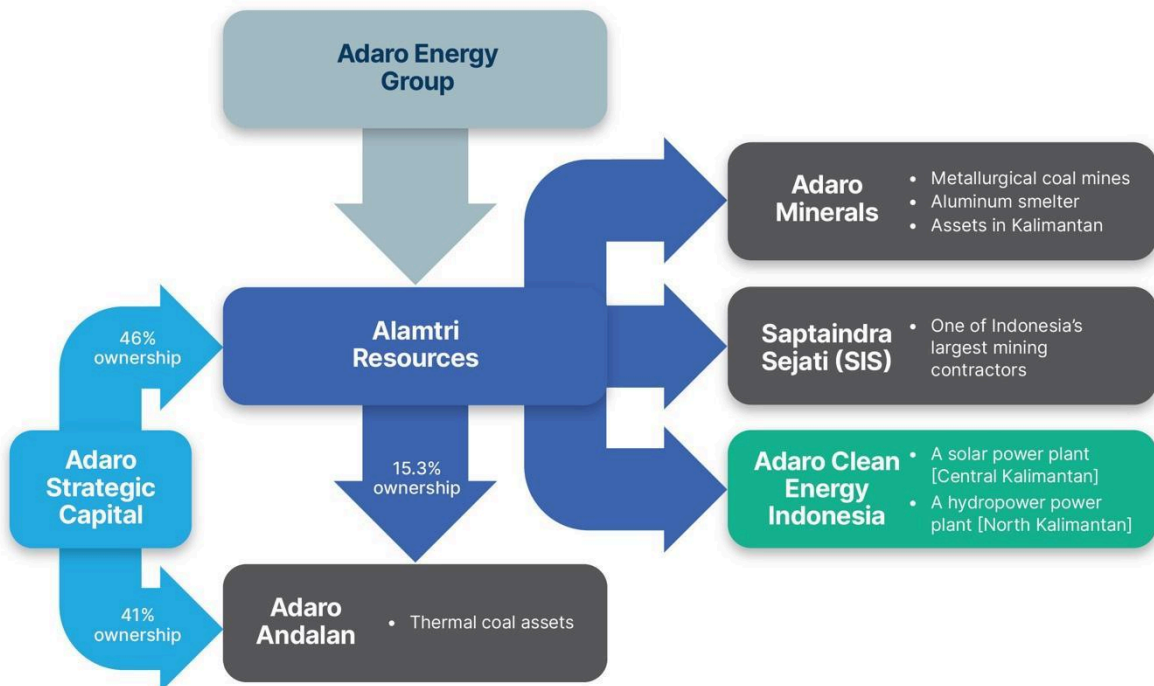 Adaro Energy
Group
Adaro
Minerals
• Metallurgical coal mines
• Aluminum smelter
• Assets in Kalimantan
46%
ownership
Alamtri
Resources
Saptaindra
Sejati (SIS)
• One of Indonesia’s
largest mining
contractors
Adaro
Strategic
Capital
15.3%
ownership
Adaro Clean
Energy
Indonesia
• A solar power plant
[Central Kalimantan]
• A hydropower power
plant [North Kalimantan]
41%
ownership
Adaro
Andalan
• Thermal coal assets